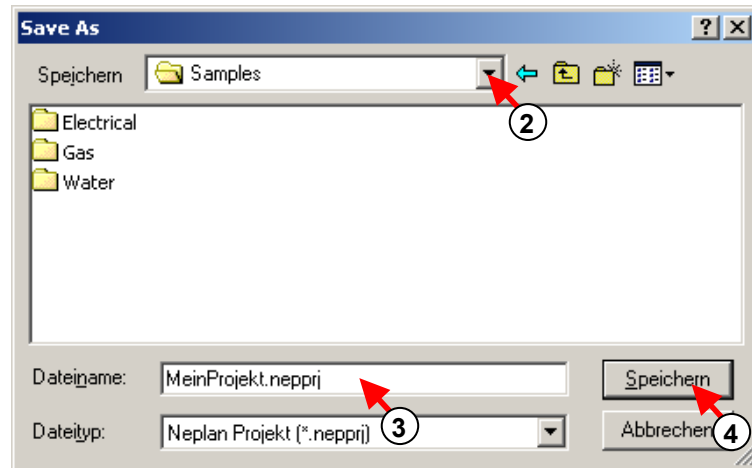 Save As
Speichern Samples
2
Electrical
Gas
Water
Dateiname: MeinProjekt.nepprj Speichern
3
4
Dateityp: Neplan Projekt (*.nepprj) Abbrechen